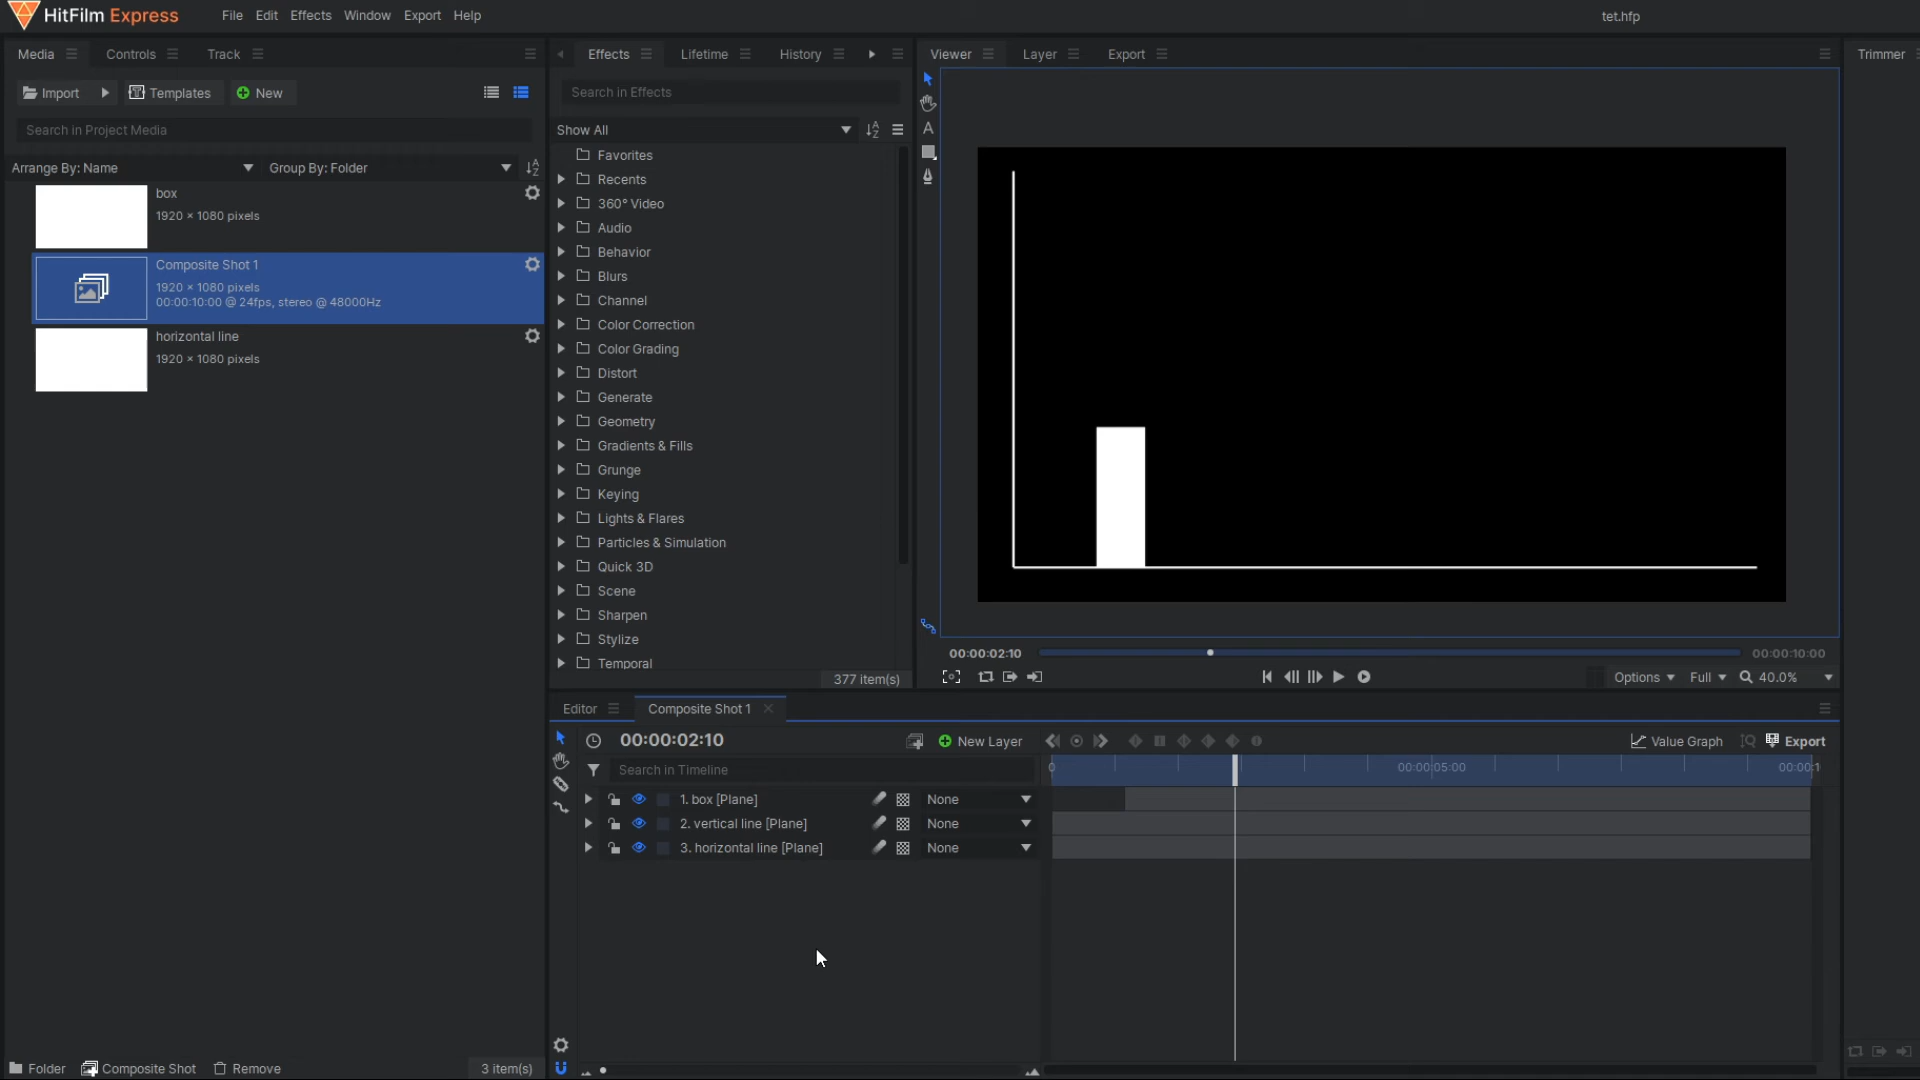 HitFilm Express
File Edit Effects Window Export Help
tet.hfp
Media Controls Track
Effects Lifetime History
Viewer Layer Export
Trimmer
Import Templates New
Search in Effects
Search in Project Media
Show All
Arrange By: Name Group By: Folder
box
1920 × 1080 pixels
Composite Shot 1
1920 × 1080 pixels
00:00:10:00 @ 24fps, stereo @ 48000Hz
horizontal line
1920 × 1080 pixels
Favorites
Recents
360° Video
Audio
Behavior
Blurs
Channel
Color Correction
Color Grading
Distort
Generate
Geometry
Gradients & Fills
Grunge
Keying
Lights & Flares
Particles & Simulation
Quick 3D
Scene
Sharpen
Stylize
Temporal
377 item(s)
A
00:00:02:10
00:00:10:00
Options Full 40.0%
Editor Composite Shot 1
00:00:02:10 New Layer Value Graph Export
Search in Timeline
0 00:00:05:00 00:00:1
1. box [Plane] None
2. vertical line [Plane] None
3. horizontal line [Plane] None
Folder Composite Shot Remove 3 item(s)